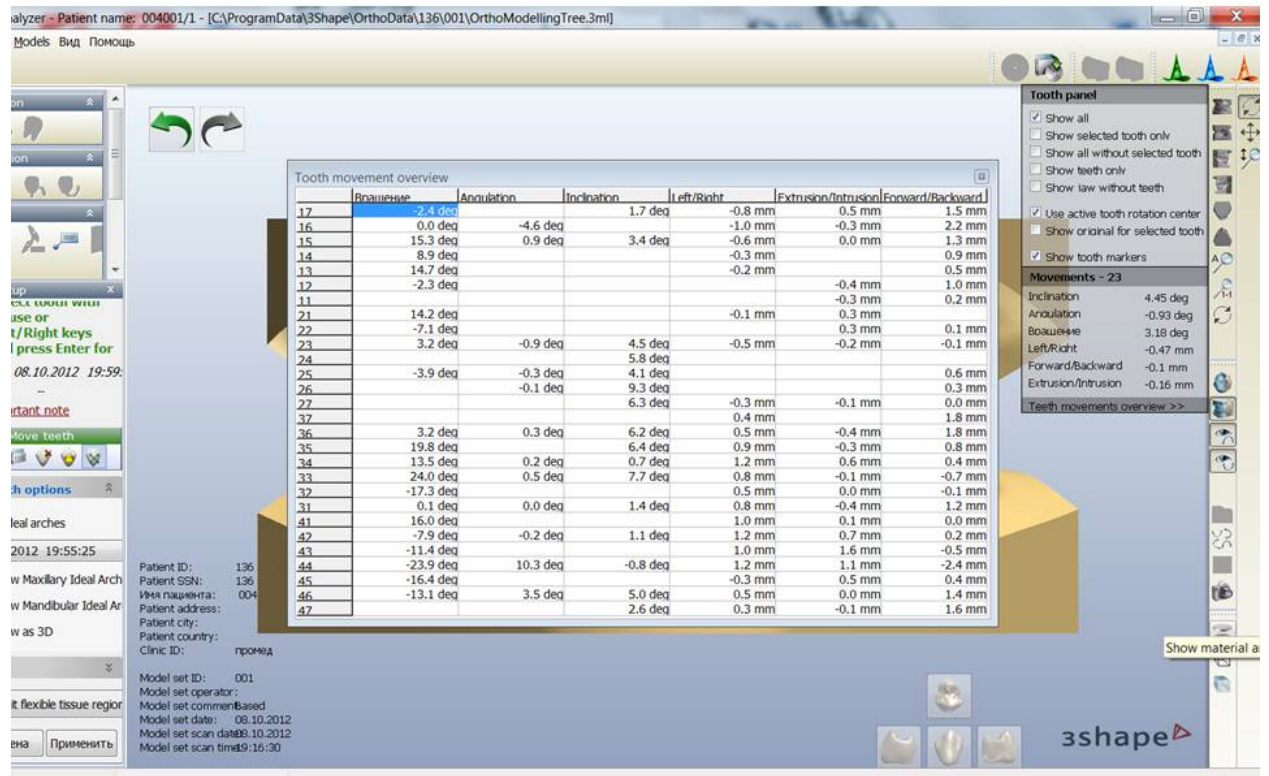 alyzer - Patient name: 004001/1 - [C:\ProgramData\3Shape\OrthoData\136\001\OrthoModellingTree.3ml]
Models Вид Помощь
on
ion
up
use or
t/Right keys
press Enter for
08.10.2012 19:59:
--
rtant note
Move teeth
th options
eal arches
2012 19:55:25
w Maxillary Ideal Arch
w Mandibular Ideal Ar
w as 3D
t flexible tissue region
ена Применить
Tooth movement overview
Вращение Angulation Inclination Left/Right Extrusion/Intrusion Forward/Backward
17 -2.4 deg 1.7 deg -0.8 mm 0.5 mm 1.5 mm
16 0.0 deg -4.6 deg -1.0 mm -0.3 mm 2.2 mm
15 15.3 deg 0.9 deg 3.4 deg -0.6 mm 0.0 mm 1.3 mm
14 8.9 deg -0.3 mm 0.9 mm
13 14.7 deg -0.2 mm 0.5 mm
12 -2.3 deg -0.4 mm 1.0 mm
11 -0.3 mm 0.2 mm
21 14.2 deg -0.1 mm 0.3 mm
22 -7.1 deg 0.3 mm 0.1 mm
23 3.2 deg -0.9 deg 4.5 deg -0.5 mm -0.2 mm -0.1 mm
24 5.8 deg
25 -3.9 deg -0.3 deg 4.1 deg 0.6 mm
26 -0.1 deg 9.3 deg 0.3 mm
27 6.3 deg -0.3 mm -0.1 mm 0.0 mm
37 0.4 mm 1.8 mm
36 3.2 deg 0.3 deg 6.2 deg 0.5 mm -0.4 mm 1.8 mm
35 19.8 deg 6.4 deg 0.9 mm -0.3 mm 0.8 mm
34 13.5 deg 0.2 deg 0.7 deg 1.2 mm 0.6 mm 0.4 mm
33 24.0 deg 0.5 deg 7.7 deg 0.8 mm -0.1 mm -0.7 mm
32 -17.3 deg 0.5 mm 0.0 mm -0.1 mm
31 0.1 deg 0.0 deg 1.4 deg 0.8 mm -0.4 mm 1.2 mm
41 16.0 deg 1.0 mm 0.1 mm 0.0 mm
42 -7.9 deg -0.2 deg 1.1 deg 1.2 mm 0.7 mm 0.2 mm
43 -11.4 deg 1.0 mm 1.6 mm -0.5 mm
44 -23.9 deg 10.3 deg -0.8 deg 1.2 mm 1.1 mm -2.4 mm
45 -16.4 deg -0.3 mm 0.5 mm 0.4 mm
46 -13.1 deg 3.5 deg 5.0 deg 0.5 mm 0.0 mm 1.4 mm
47 2.6 deg 0.3 mm -0.1 mm 1.6 mm
Patient ID: 136
Patient SSN: 136
Имя пациента: 004
Patient address:
Patient city:
Patient country:
Clinic ID: промед
Model set ID: 001
Model set operator:
Model set comment Based
Model set date: 08.10.2012
Model set scan date 08.10.2012
Model set scan time 19:16:30
Tooth panel
Show all
Show selected tooth only
Show all without selected tooth
Show teeth only
Show jaw without teeth
Use active tooth rotation center
Show original for selected tooth
Show tooth markers
Movements - 23
Inclination 4.45 deg
Angulation -0.93 deg
Вращение 3.18 deg
Left/Right -0.47 mm
Forward/Backward -0.1 mm
Extrusion/Intrusion -0.16 mm
Teeth movements overview >>
Show material a
3shape